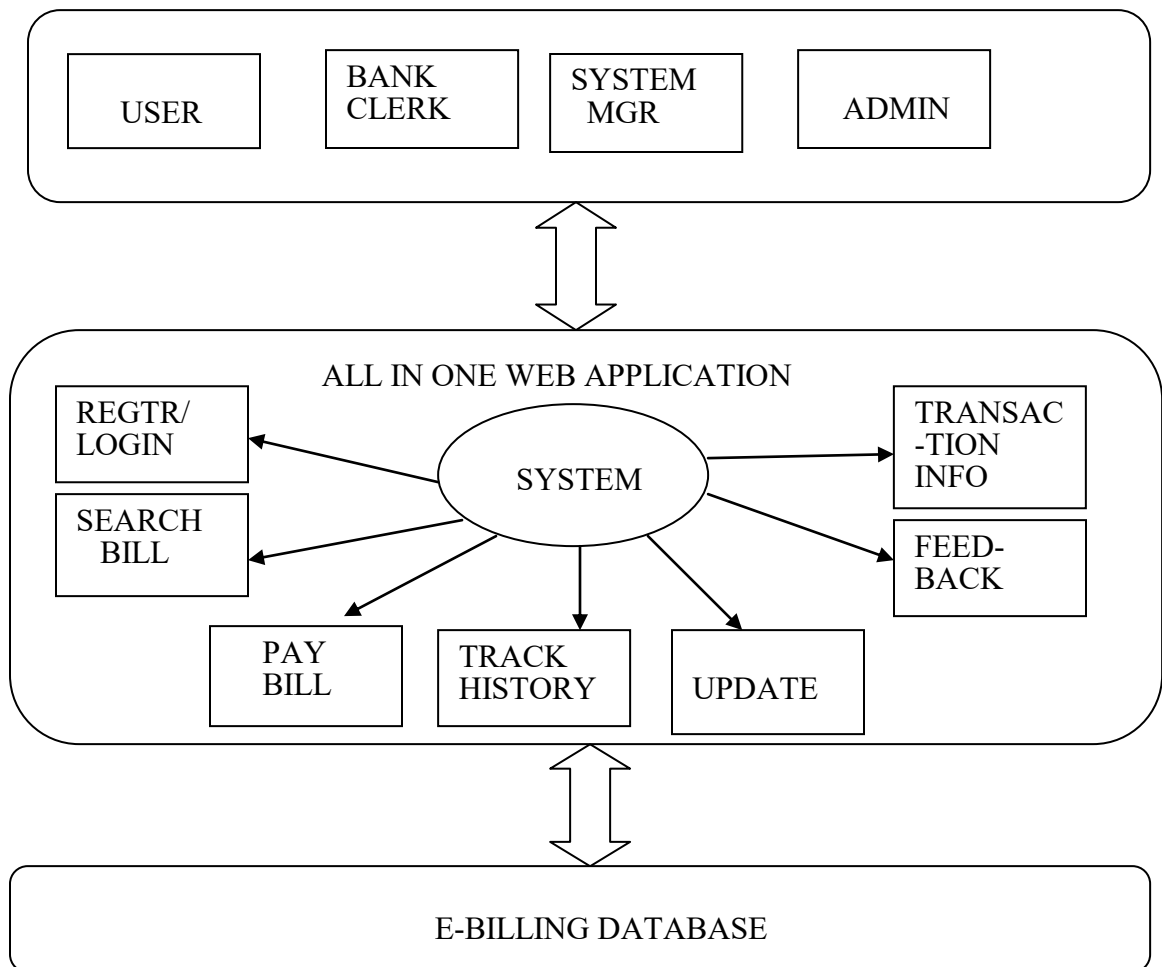 USER
BANK
CLERK
SYSTEM
MGR
ADMIN
ALL IN ONE WEB APPLICATION
REGTR/
LOGIN
SEARCH
BILL
PAY
BILL
TRACK
HISTORY
UPDATE
SYSTEM
TRANSAC
-TION
INFO
FEED-
BACK
E-BILLING DATABASE